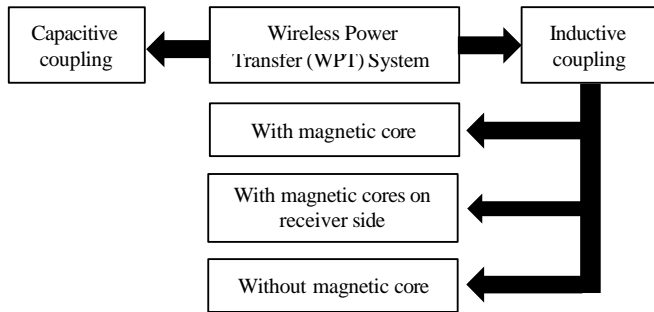 Capacitive
coupling
Wireless Power
Transfer (WPT) System
Inductive
coupling
With magnetic core
With magnetic cores on
receiver side
Without magnetic core